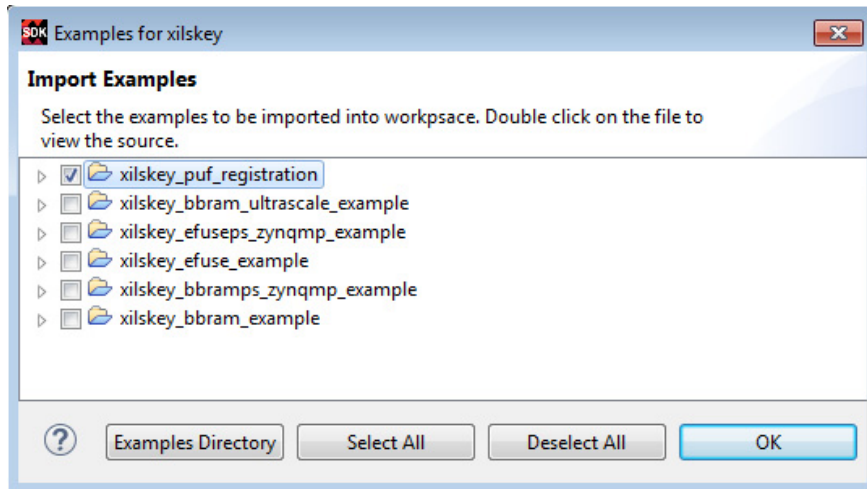 SDK Examples for xilskey
Import Examples
Select the examples to be imported into workpsace. Double click on the file to
view the source.
xilskey_puf_registration
xilskey_bbram_ultrascale_example
xilskey_efuseps_zynqmp_example
xilskey_efuse_example
xilskey_bbramps_zynqmp_example
xilskey_bbram_example
? Examples Directory Select All Deselect All OK